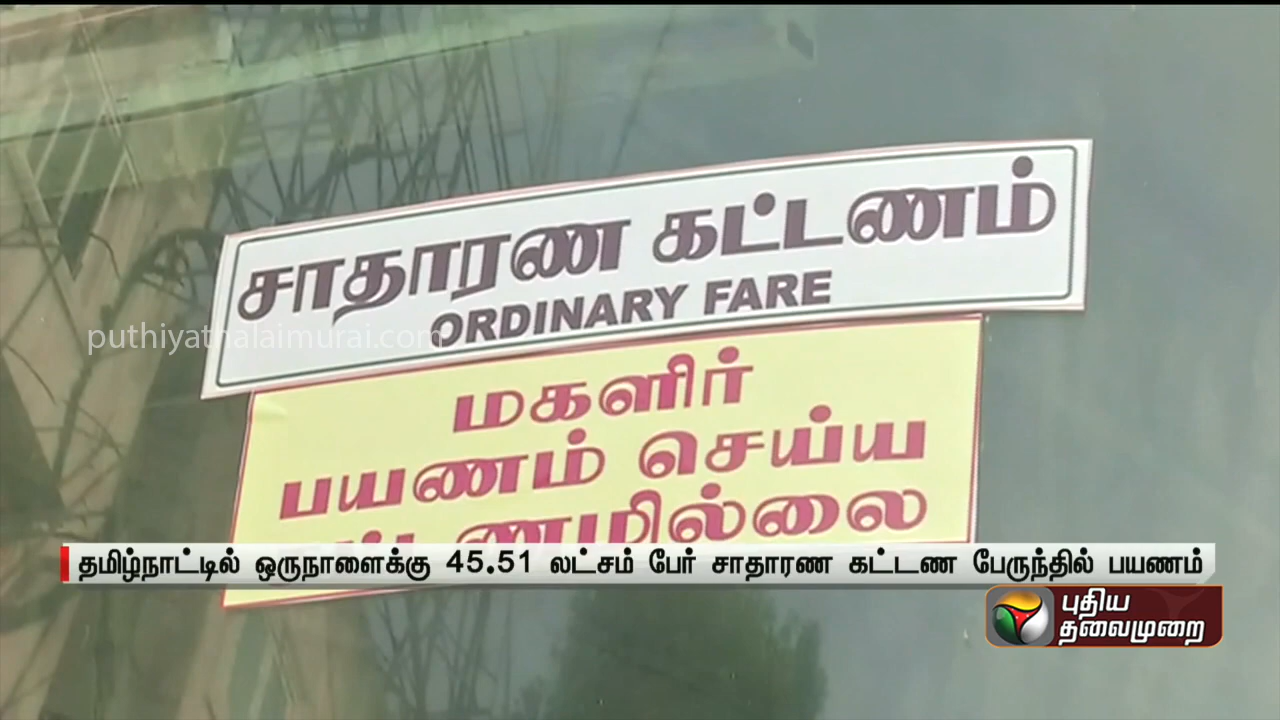 சாதாரண கட்டணம்
ORDINARY FARE
puthiyathalaimurai.com
மகளிர்
பயணம் செய்ய
தமிழ்நாட்டில் ஒருநாளைக்கு 45.51 லட்சம் பேர் சாதாரண கட்டண பேருந்தில் பயணம்
புதிய
தலைமுறை